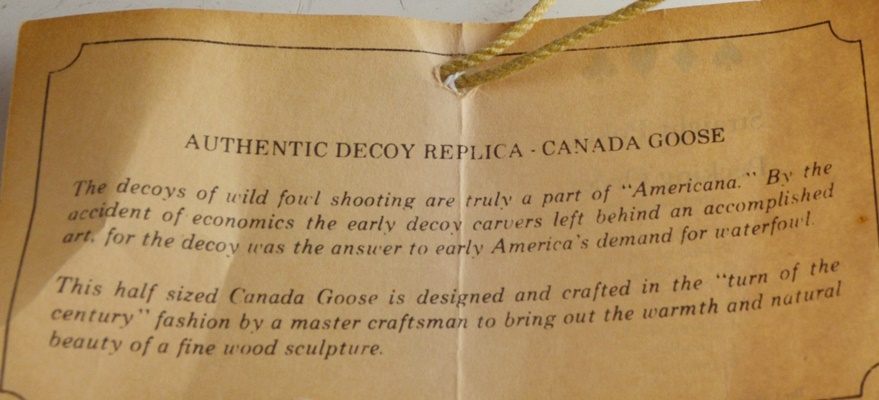 AUTHENTIC DECOY REPLICA - CANADA GOOSE
The decoys of wild fowl shooting are truly a part of "Americana." By the
accident of economics the early decoy carvers left behind an accomplished
art. for the decoy was the answer to early America's demand for waterfowl.
This half sized Canada Goose is designed and crafted in the "turn of the
century" fashion by a master craftsman to bring out the warmth and natural
beauty of a fine wood sculpture.